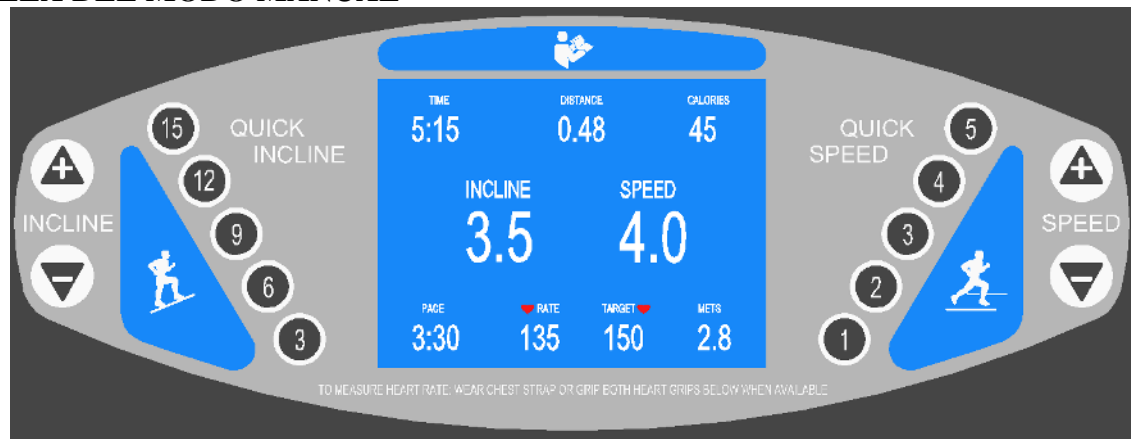 TIME DISTANCE CALORIES
5:15 0.48 45
15 QUICK INCLINE
12
9
6
3
INCLINE
INCLINE SPEED
3.5 4.0
PACE RATE TARGET METS
3:30 135 150 2.8
QUICK SPEED 5
4
3
2
1
SPEED
TO MEASURE HEART RATE: WEAR CHEST STRAP OR GRIP BOTH HEART GRIPS BELOW WHEN AVAILABLE